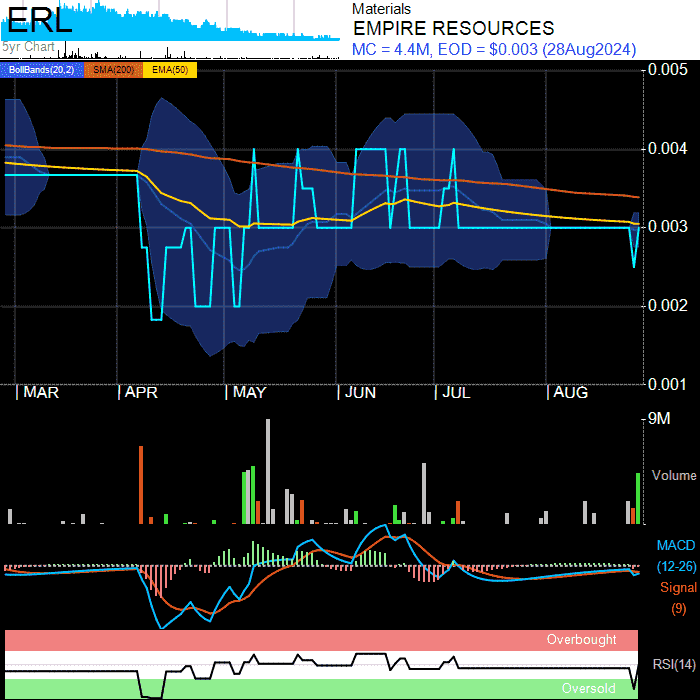 ERL
5yr Chart
Materials
EMPIRE RESOURCES
MC = 4.4M, EOD = $0.003 (28Aug2024)
BollBands(20,2) SMA(200) EMA(50)
0.005
0.004
0.003
0.002
0.001
| MAR | APR | MAY | JUN | JUL | AUG
9M
Volume
MACD
(12-26)
Signal
(9)
Overbought
RSI(14)
Oversold